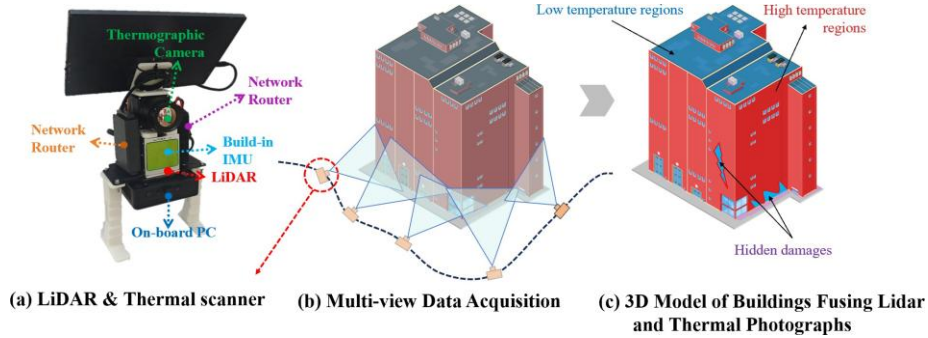 Thermographic
Camera
Network
Router
Network
Router
Build-in
IMU
LiDAR
On-board PC
(a) LiDAR & Thermal scanner
(b) Multi-view Data Acquisition
Low temperature regions
High temperature
regions
Hidden damages
(c) 3D Model of Buildings Fusing Lidar
and Thermal Photographs